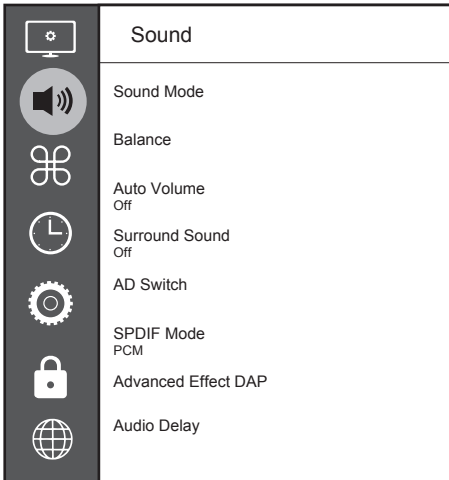 Sound
Sound Mode
Balance
Auto Volume
Off
Surround Sound
Off
AD Switch
SPDIF Mode
PCM
Advanced Effect DAP
Audio Delay